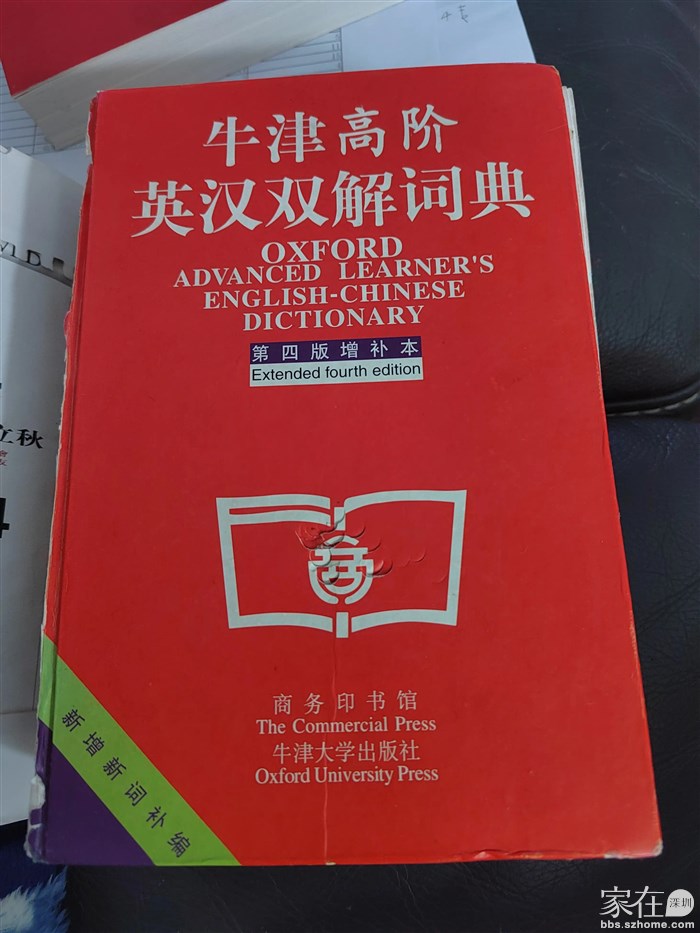 牛津高阶
英汉双解词典
OXFORD
ADVANCED LEARNER'S
ENGLISH-CHINESE
DICTIONARY
第四版增补本
Extended fourth edition
商务印书馆
The Commercial Press
牛津大学出版社
Oxford University Press
新增新词补编
立秋
4
家在深圳
bbs.szhome.com